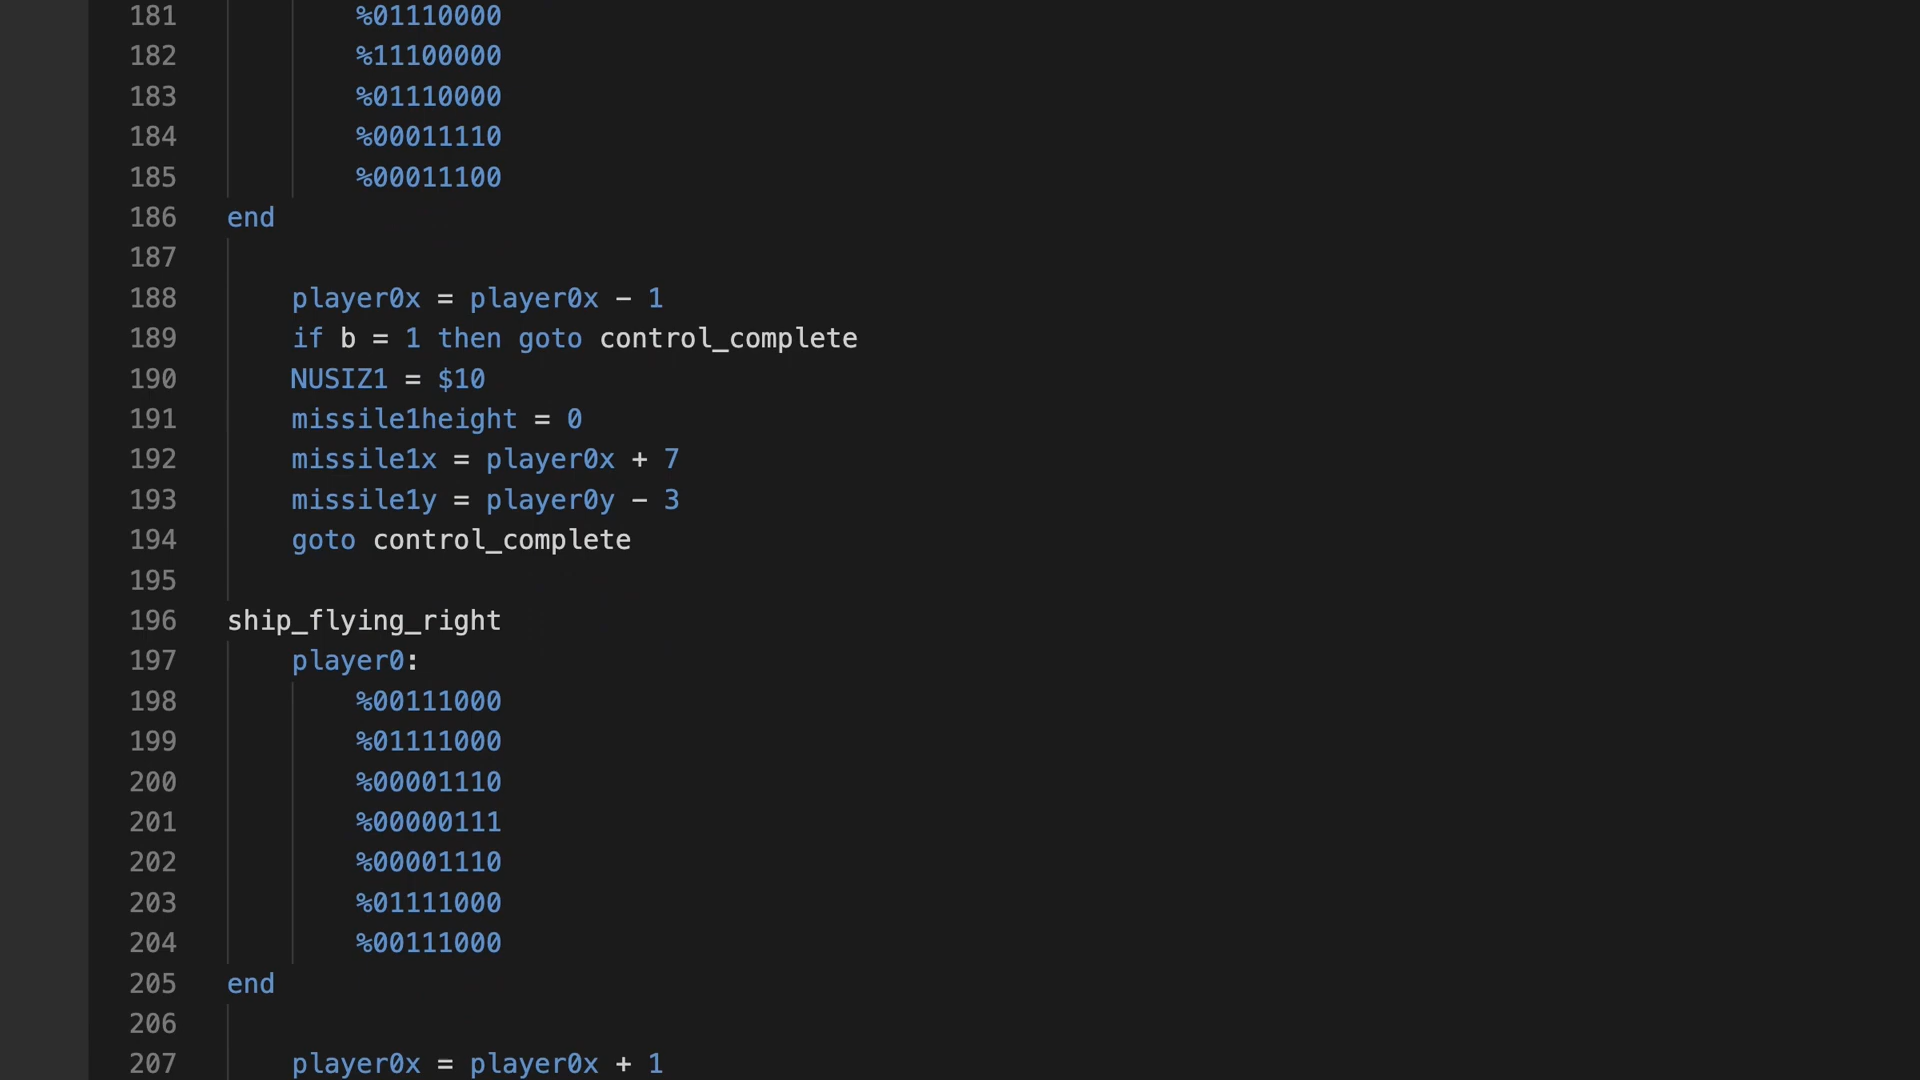 181 %01110000
182 %11100000
183 %01110000
184 %00011110
185 %00011100
186 end
187
188 player0x = player0x - 1
189 if b = 1 then goto control_complete
190 NUSIZ1 = $10
191 missile1height = 0
192 missile1x = player0x + 7
193 missile1y = player0y - 3
194 goto control_complete
195
196 ship_flying_right
197 player0:
198 %00111000
199 %01111000
200 %00001110
201 %00000111
202 %00001110
203 %01111000
204 %00111000
205 end
206
207 player0x = player0x + 1